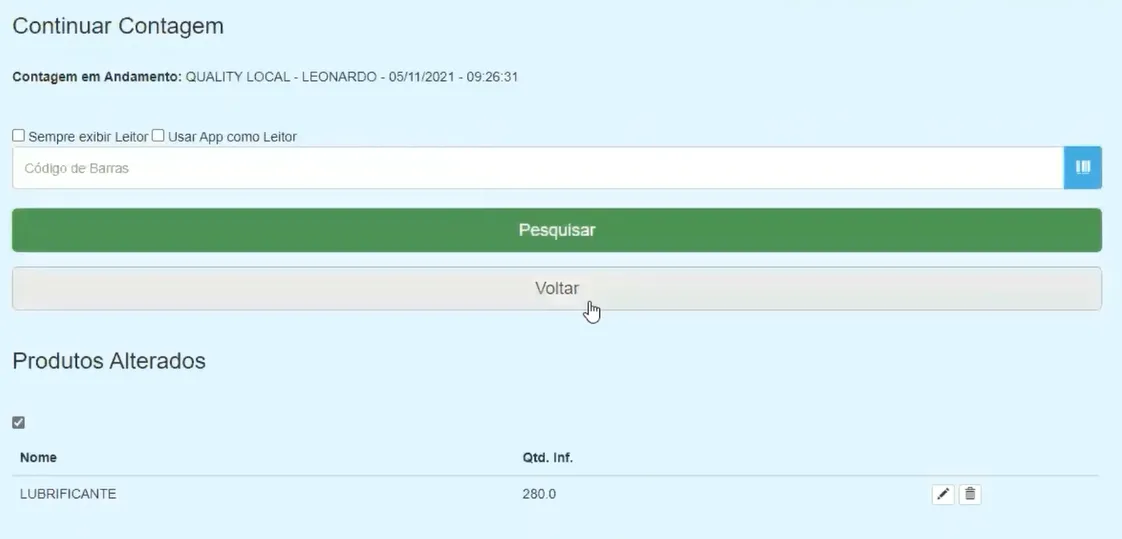 Continuar Contagem
Contagem em Andamento: QUALITY LOCAL - LEONARDO - 05/11/2021 - 09:26:31
Sempre exibir Leitor Usar App como Leitor
Código de Barras
Pesquisar
Voltar
Produtos Alterados
Nome Qtd. Inf.
LUBRIFICANTE 280.0